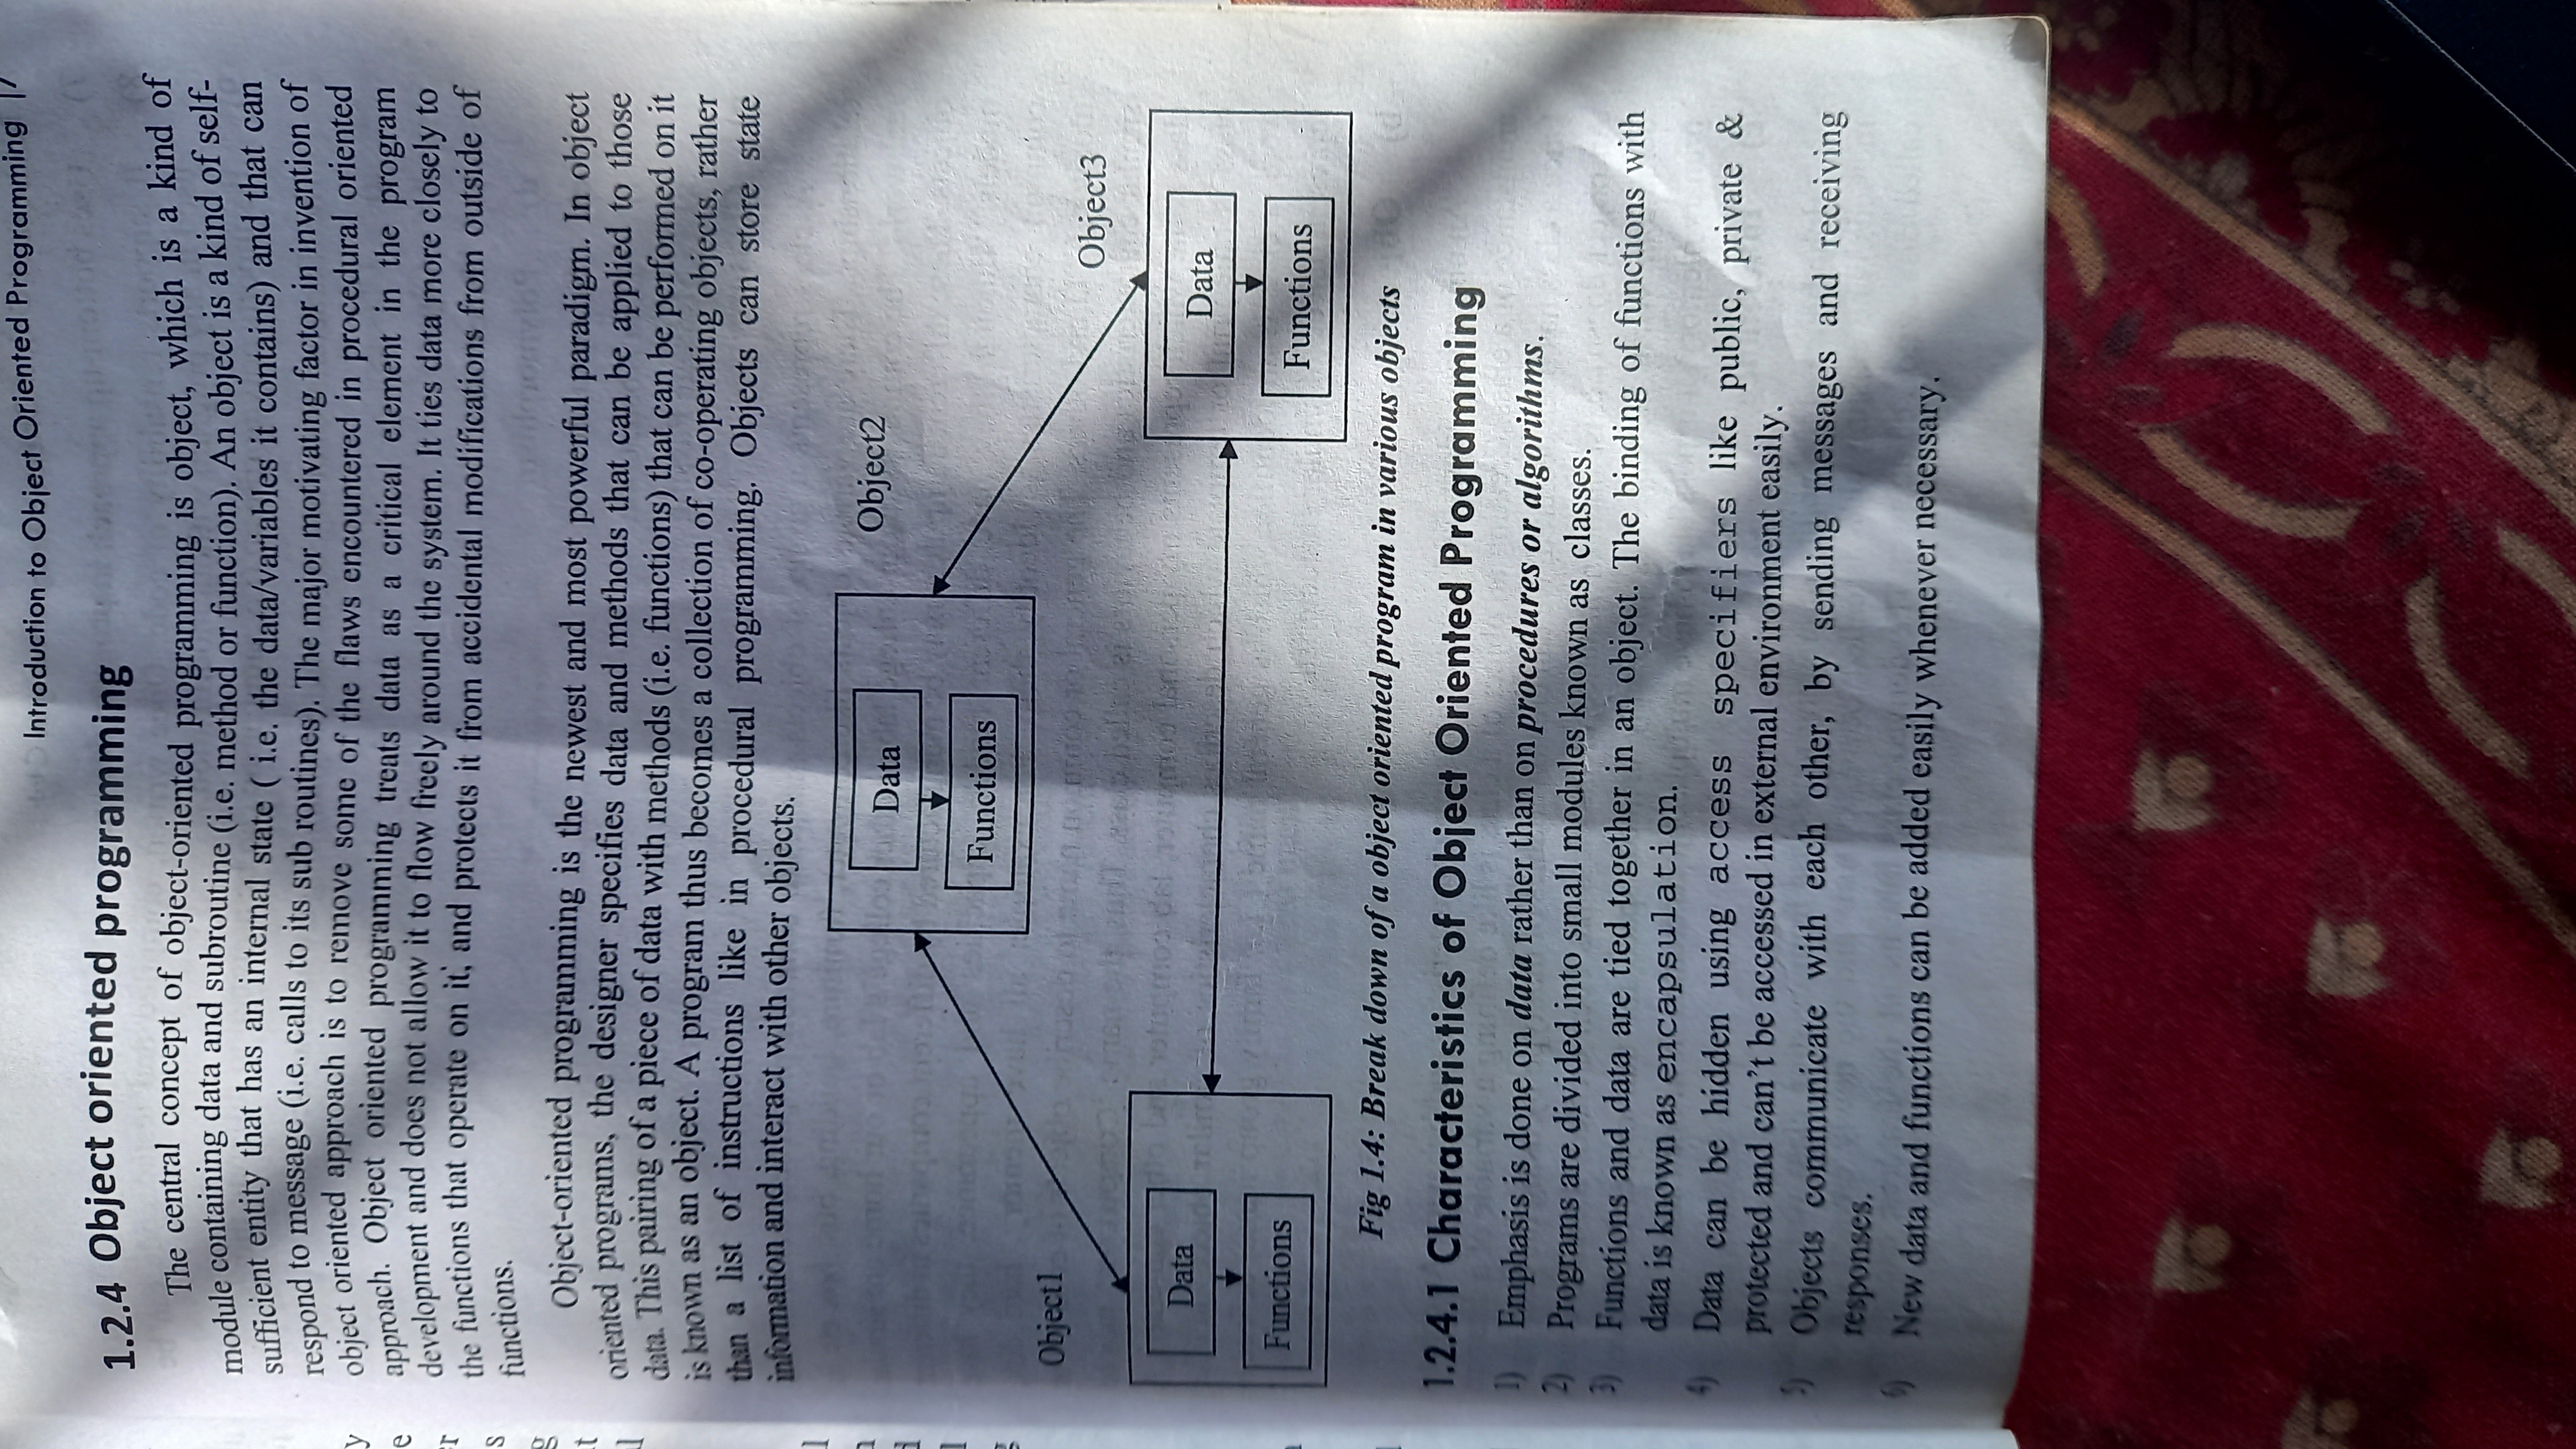 Introduction to Object Oriented Programming | 7
1.2.4 Object oriented programming
The central concept of object-oriented programming is object, which is a kind of
module containing data and subroutine (i.e. method or function). An object is a kind of self-
sufficient entity that has an internal state ( i.e. the data/variables it contains) and that can
respond to message (i.e. calls to its sub routines). The major motivating factor in invention of
object oriented approach is to remove some of the flaws encountered in procedural oriented
approach. Object oriented programming treats data as a critical element in the program
development and does not allow it to flow freely around the system. It ties data more closely to
the functions that operate on it, and protects it from accidental modifications from outside of
functions.
Object-oriented programming is the newest and most powerful paradigm. In object
oriented programs, the designer specifies data and methods that can be applied to those
data. This pairing of a piece of data with methods (i.e. functions) that can be performed on it
is known as an object. A program thus becomes a collection of co-operating objects, rather
than a list of instructions like in procedural programming. Objects can store state
information and interact with other objects.
Object2
Data
Functions
Object1
Data
Functions
Object3
Data
Functions
Fig 1.4: Break down of a object oriented program in various objects
1.2.4.1 Characteristics of Object Oriented Programming
1) Emphasis is done on data rather than on procedures or algorithms.
2) Programs are divided into small modules known as classes.
3) Functions and data are tied together in an object. The binding of functions with
data is known as encapsulation.
4) Data can be hidden using access specifiers like public, private &
protected and can't be accessed in external environment easily.
5) Objects communicate with each other, by sending messages and receiving
responses.
6) New data and functions can be added easily whenever necessary.